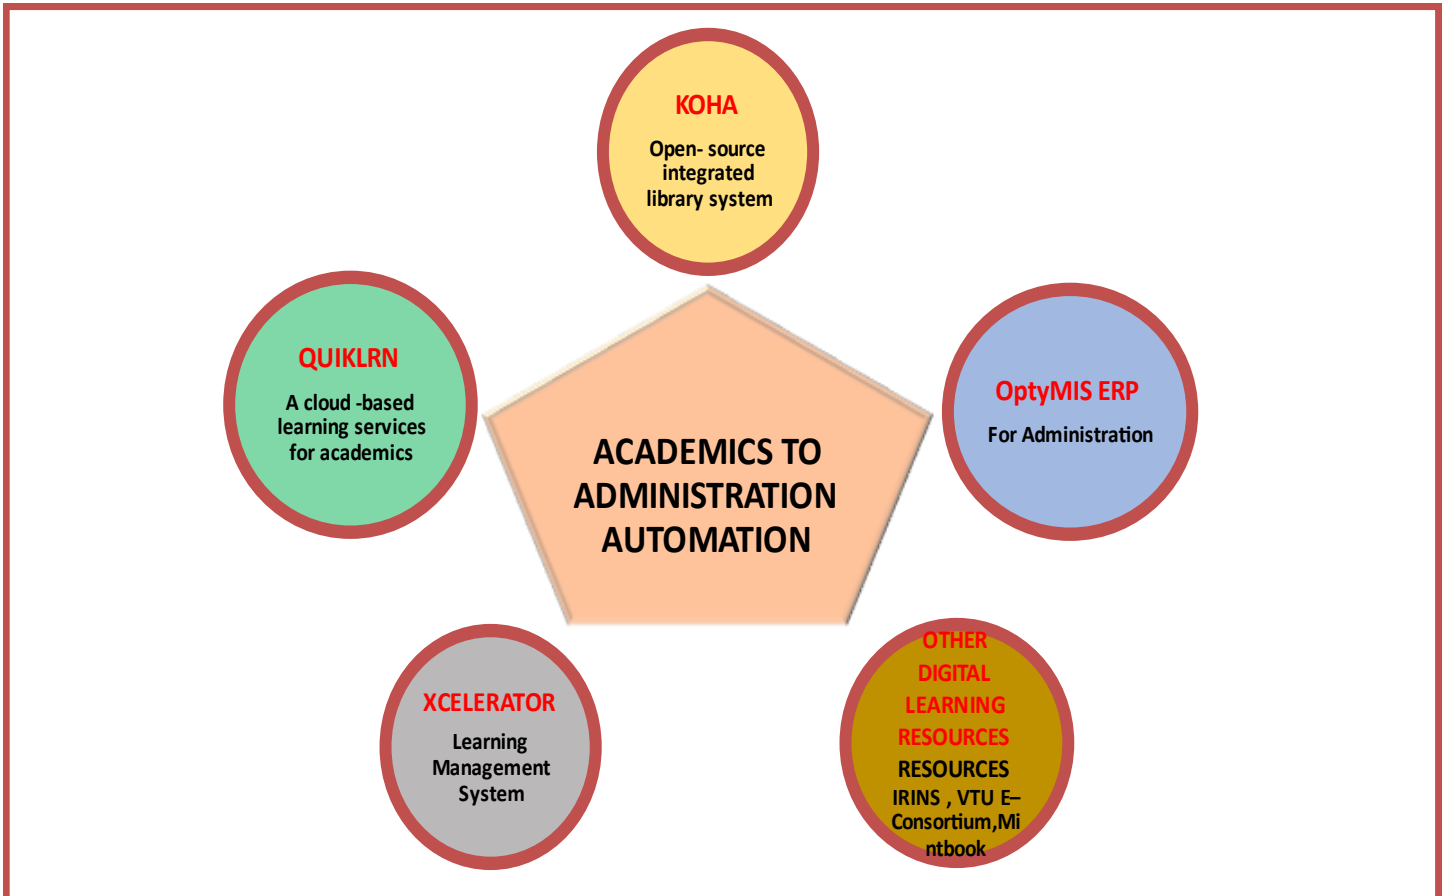 KOHA
Open- source
integrated
library system
QUIKLRN
A cloud -based
learning services
for academics
OptyMIS ERP
For Administration
ACADEMICS TO
ADMINISTRATION
AUTOMATION
XCELERATOR
Learning
Management
System
OTHER
DIGITAL
LEARNING
RESOURCES
RESOURCES
IRINS , VTU E–
Consortium,Mi
ntbook